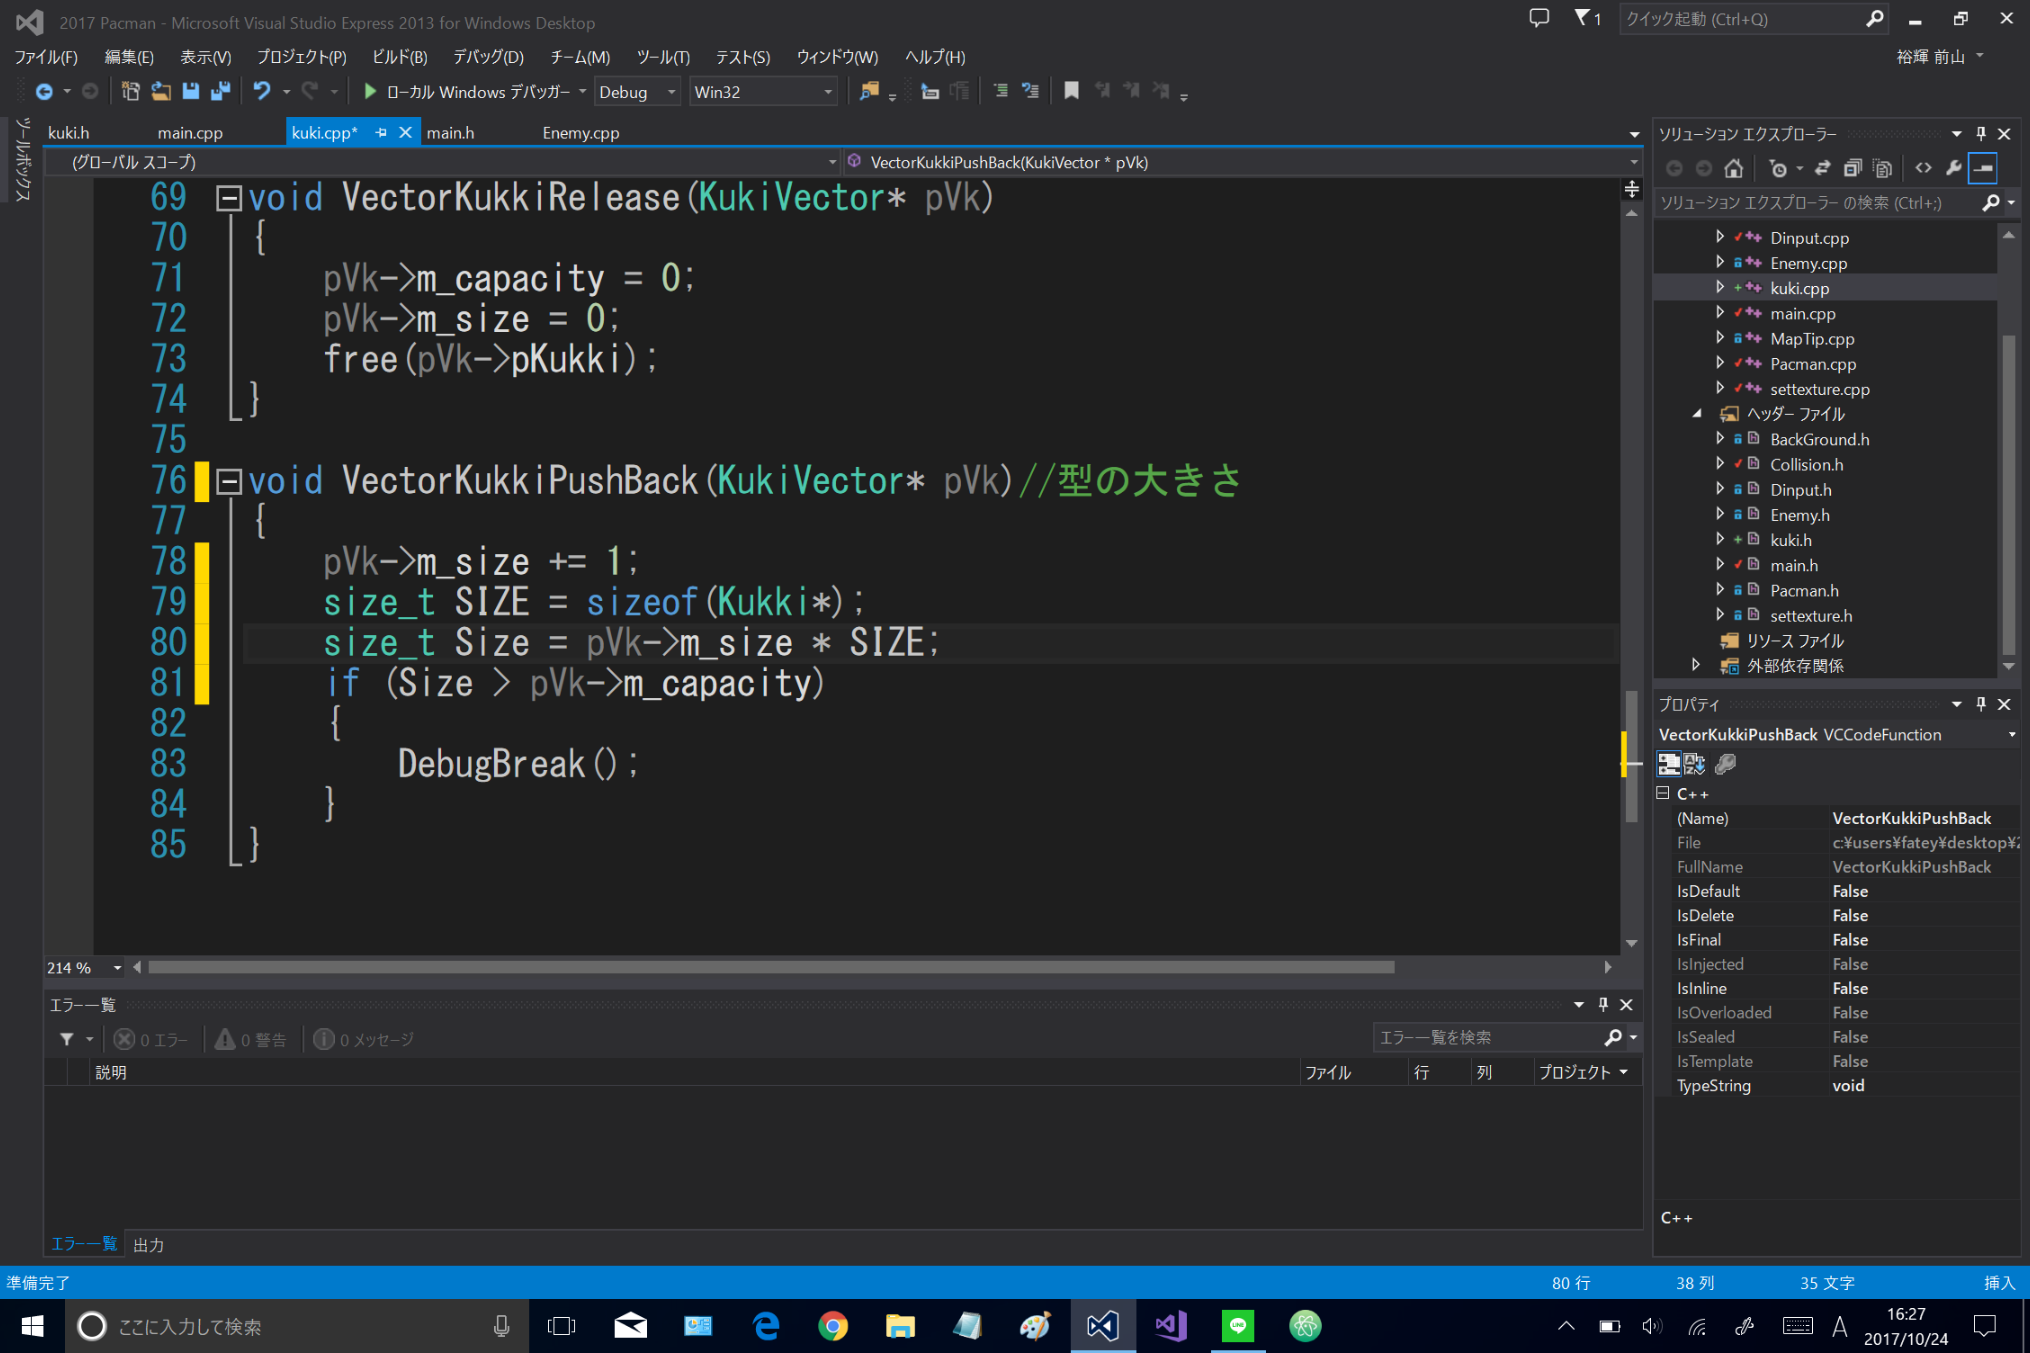 2017 Pacman - Microsoft Visual Studio Express 2013 for Windows Desktop
1
クイック起動 (Ctrl+Q)
ファイル(F) 編集(E) 表示(V) プロジェクト(P) ビルド(B) デバッグ(D) チーム(M) ツール(T) テスト(S) ウィンドウ(W) ヘルプ(H)
裕輝 前山
ローカル Windows デバッガー Debug Win32
ツールボックス
kuki.h main.cpp kuki.cpp* main.h Enemy.cpp
(グローバル スコープ) VectorKukkiPushBack(KukiVector * pVk)
69 void VectorKukkiRelease(KukiVector* pVk)
70 {
71 pVk->m_capacity = 0;
72 pVk->m_size = 0;
73 free(pVk->pKukki);
74 }
75
76 void VectorKukkiPushBack(KukiVector* pVk)//型の大きさ
77 {
78 pVk->m_size += 1;
79 size_t SIZE = sizeof(Kukki*);
80 size_t Size = pVk->m_size * SIZE;
81 if (Size > pVk->m_capacity)
82 {
83 DebugBreak();
84 }
85 }
214 %
エラー一覧
0 エラー 0 警告 0 メッセージ
エラー一覧を検索
説明 ファイル 行 列 プロジェクト
エラー一覧 出力
ソリューション エクスプローラー
ソリューション エクスプローラー の検索 (Ctrl+;)
Dinput.cpp
Enemy.cpp
kuki.cpp
main.cpp
MapTip.cpp
Pacman.cpp
settexture.cpp
ヘッダー ファイル
BackGround.h
Collision.h
Dinput.h
Enemy.h
kuki.h
main.h
Pacman.h
settexture.h
リソース ファイル
外部依存関係
プロパティ
VectorKukkiPushBack VCCodeFunction
C++
(Name) VectorKukkiPushBack
File c:¥users¥fatey¥desktop¥2
FullName VectorKukkiPushBack
IsDefault False
IsDelete False
IsFinal False
IsInjected False
IsInline False
IsOverloaded False
IsSealed False
IsTemplate False
TypeString void
C++
準備完了 80 行 38 列 35 文字 挿入
ここに入力して検索
LINE
A
16:27
2017/10/24